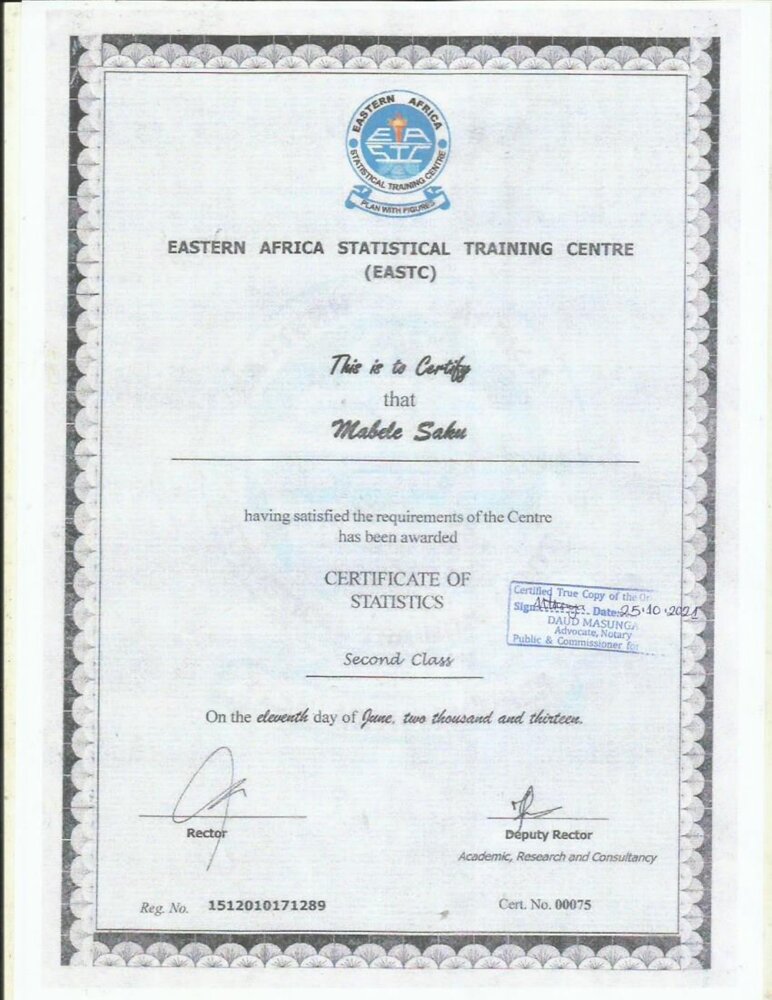 EASTERN AFRICA
EASTC
STATISTICAL TRAINING CENTRE
PLAN WITH FIGURES
EASTERN AFRICA STATISTICAL TRAINING CENTRE
(EASTC)
This is to Certify
that
Mabele Saku
having satisfied the requirements of the Centre
has been awarded
CERTIFICATE OF
STATISTICS
Certified True Copy of the Or
Sign Date: 25.10.2021
DAUD MASUNGA
Advocate, Notary
Public & Commissioner for
Second Class
On the eleventh day of June, two thousand and thirteen.
Rector
Deputy Rector
Academic, Research and Consultancy
Reg. No. 1512010171289
Cert. No. 00075